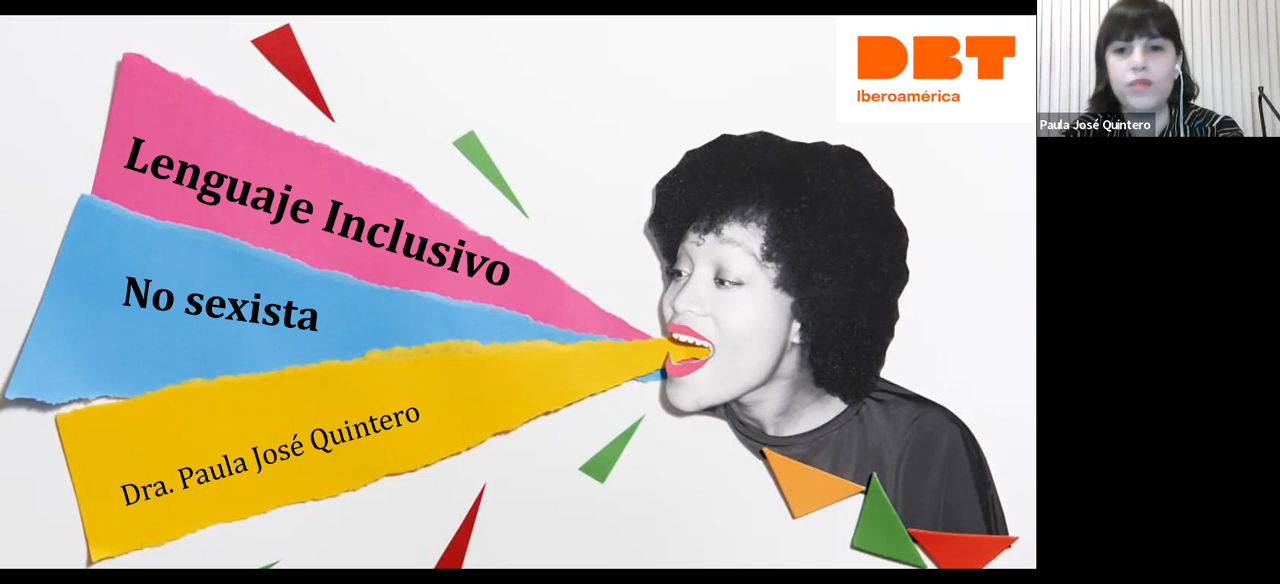 DBT
Iberoamérica
Paula José Quintero
Lenguaje Inclusivo
No sexista
Dra. Paula José Quintero